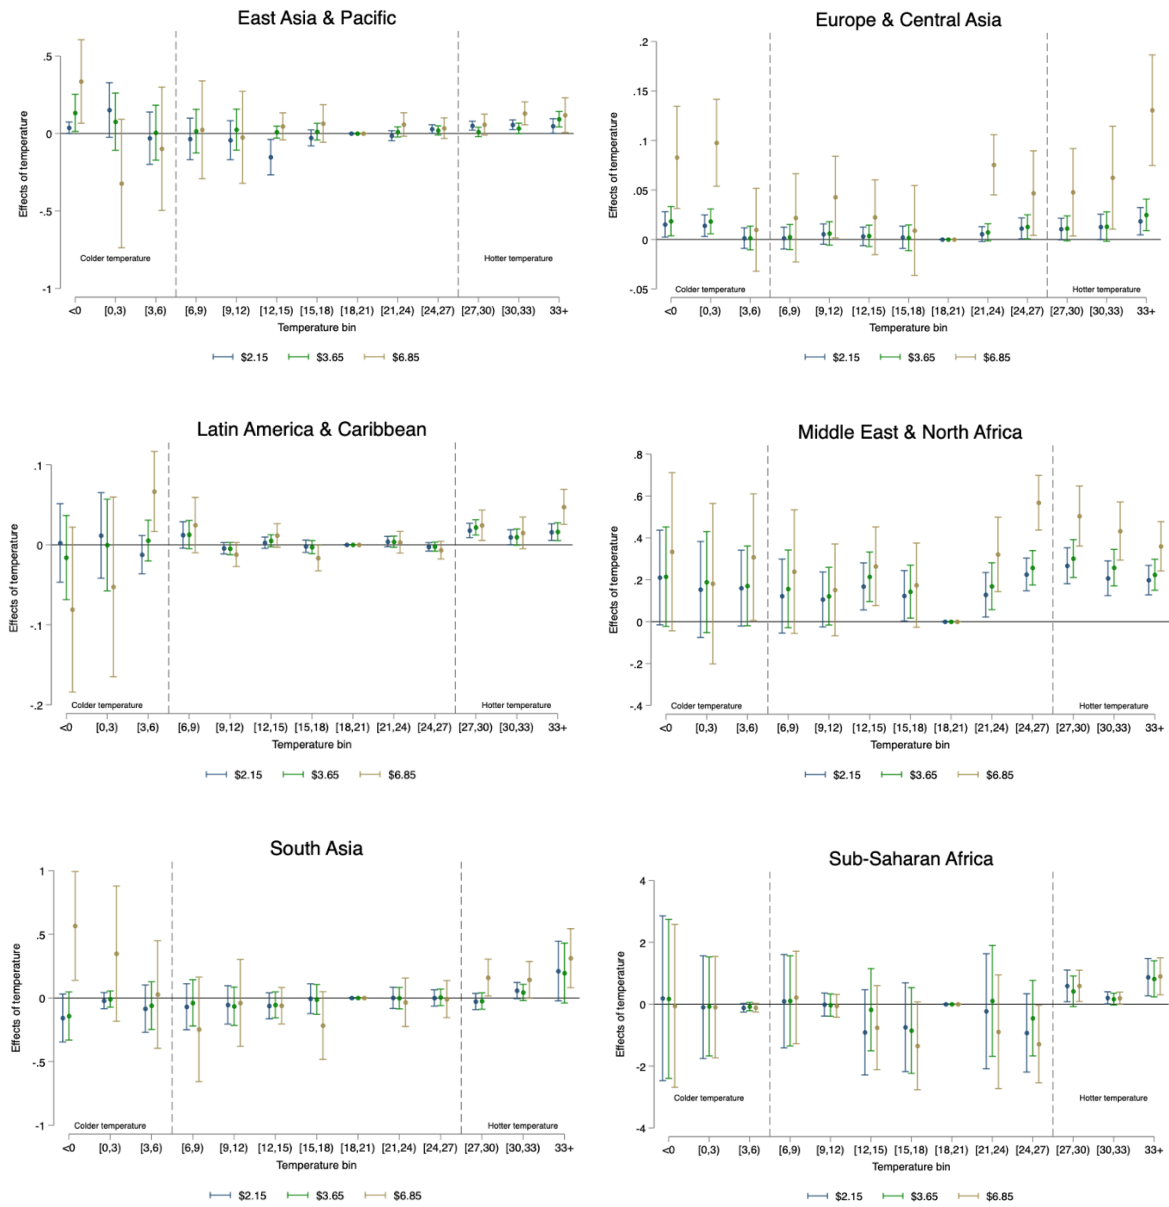 East Asia & Pacific
Effects of temperature
.5
0
-.5
-1
Colder temperature
Hotter temperature
<0 [0,3) [3,6) [6,9) [9,12) [12,15) [15,18) [18,21) [21,24) [24,27) [27,30) [30,33) 33+
Temperature bin
$2.15 $3.65 $6.85
Europe & Central Asia
Effects of temperature
.2
.15
.1
.05
0
-.05
Colder temperature
Hotter temperature
<0 [0,3) [3,6) [6,9) [9,12) [12,15) [15,18) [18,21) [21,24) [24,27) [27,30) [30,33) 33+
Temperature bin
$2.15 $3.65 $6.85
Latin America & Caribbean
Effects of temperature
.1
0
-.1
-.2
Colder temperature
Hotter temperature
<0 [0,3) [3,6) [6,9) [9,12) [12,15) [15,18) [18,21) [21,24) [24,27) [27,30) [30,33) 33+
Temperature bin
$2.15 $3.65 $6.85
Middle East & North Africa
Effects of temperature
.8
.6
.4
.2
0
-.2
-.4
Colder temperature
Hotter temperature
<0 [0,3) [3,6) [6,9) [9,12) [12,15) [15,18) [18,21) [21,24) [24,27) [27,30) [30,33) 33+
Temperature bin
$2.15 $3.65 $6.85
South Asia
Effects of temperature
1
.5
0
-.5
-1
Colder temperature
Hotter temperature
<0 [0,3) [3,6) [6,9) [9,12) [12,15) [15,18) [18,21) [21,24) [24,27) [27,30) [30,33) 33+
Temperature bin
$2.15 $3.65 $6.85
Sub-Saharan Africa
Effects of temperature
4
2
0
-2
-4
Colder temperature
Hotter temperature
<0 [0,3) [3,6) [6,9) [9,12) [12,15) [15,18) [18,21) [21,24) [24,27) [27,30) [30,33) 33+
Temperature bin
$2.15 $3.65 $6.85